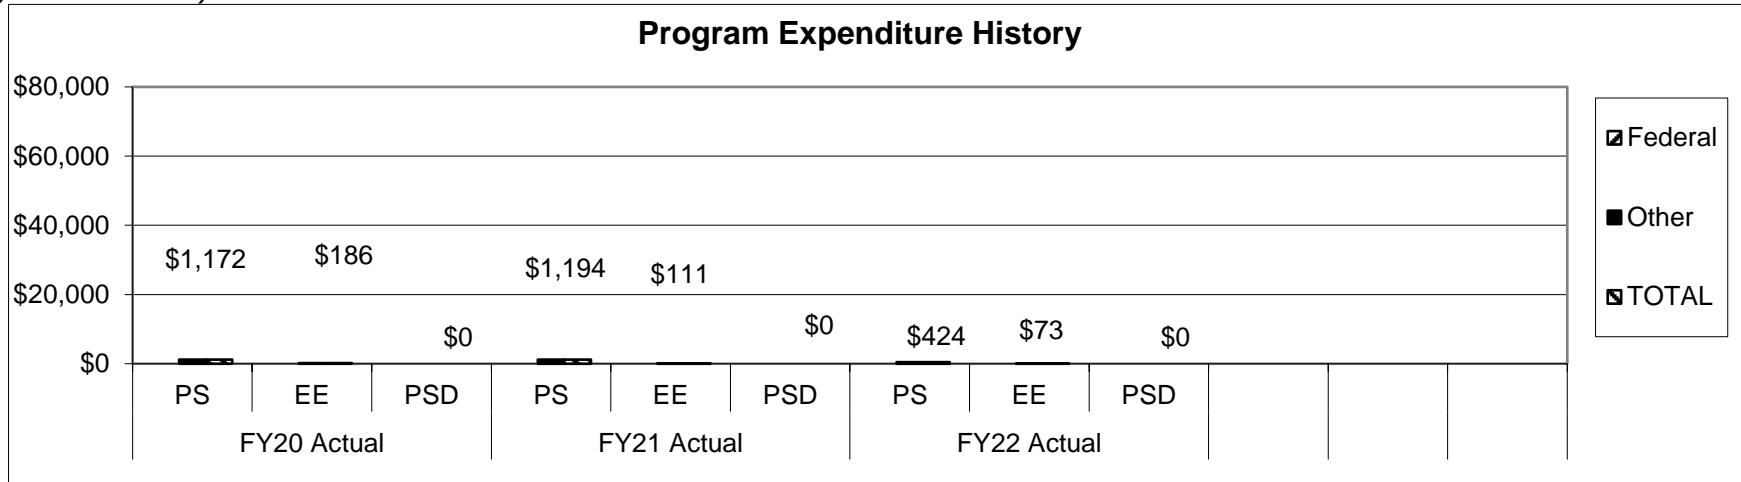 Program Expenditure History
$80,000
$60,000
$40,000
$20,000
$0
$1,172
$186
$0
$1,194
$111
$0
$424
$73
$0
PS EE PSD PS EE PSD PS EE PSD
FY20 Actual FY21 Actual FY22 Actual
Federal
Other
TOTAL